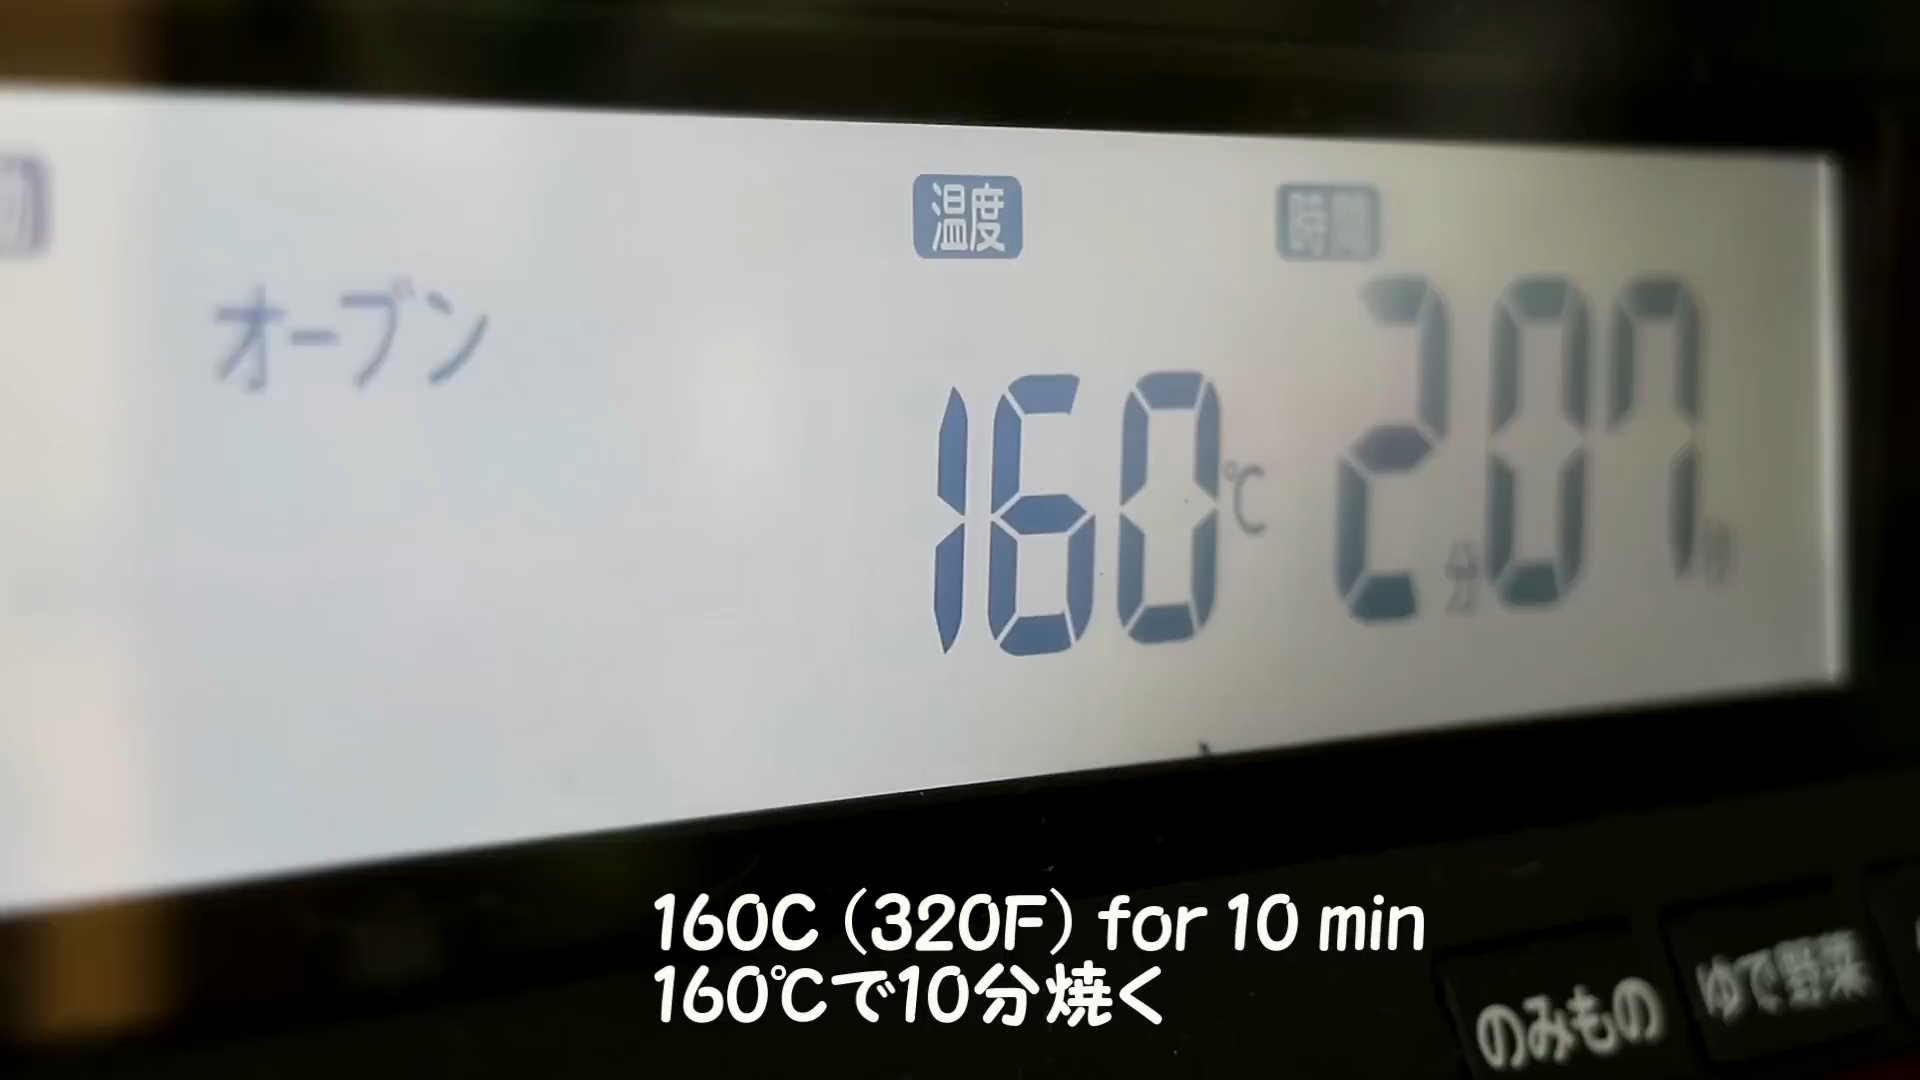 オーブン
温度
時間
160℃
2分07秒
160C (320F) for 10 min
160℃で10分焼く
のみもの
ゆで野菜